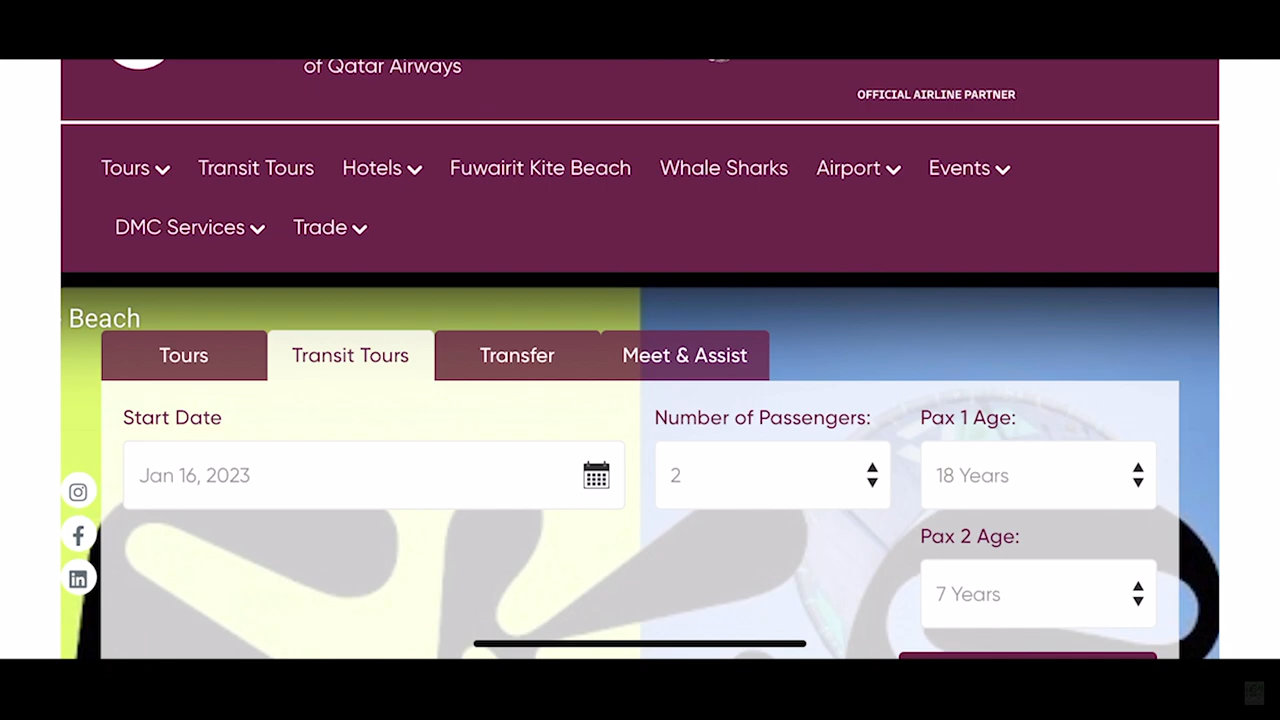 of Qatar Airways
OFFICIAL AIRLINE PARTNER
Tours Transit Tours Hotels Fuwairit Kite Beach Whale Sharks Airport Events
DMC Services Trade
Beach
Tours Transit Tours Transfer Meet & Assist
Start Date Number of Passengers: Pax 1 Age:
Jan 16, 2023 2 18 Years
Pax 2 Age:
7 Years